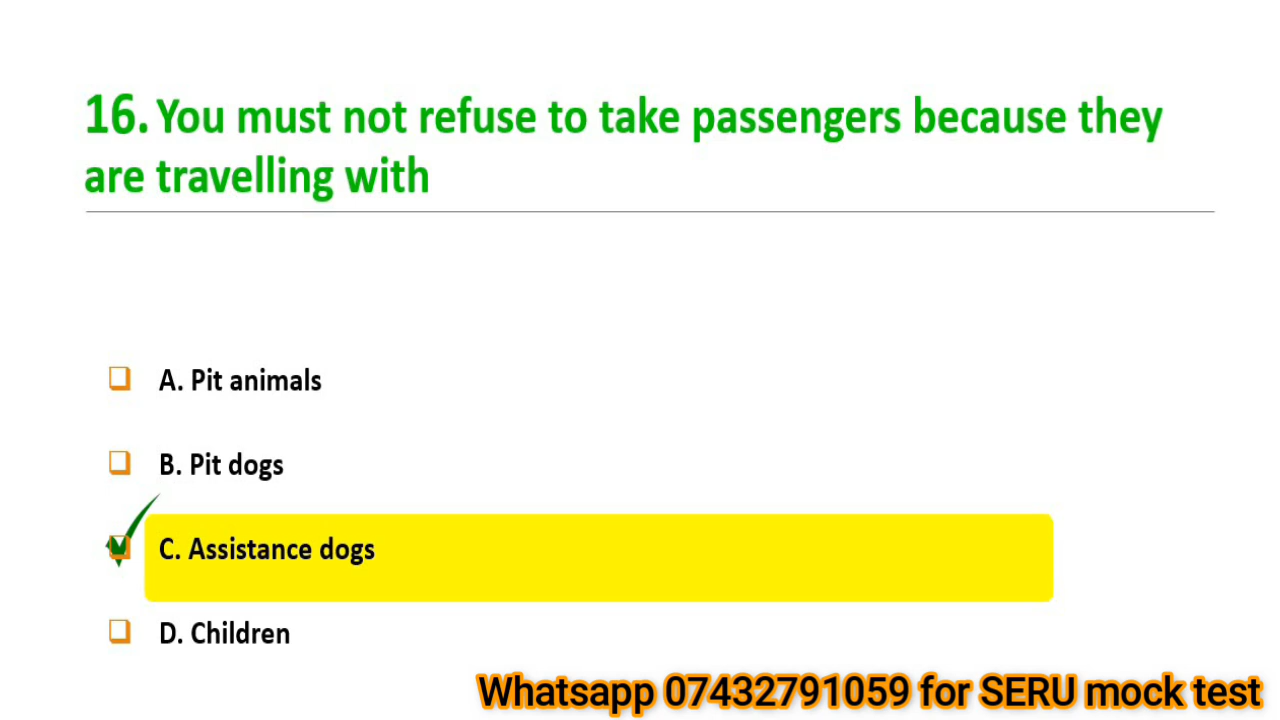 16. You must not refuse to take passengers because they
are travelling with
A. Pit animals
B. Pit dogs
C. Assistance dogs
D. Children
Whatsapp 07432791059 for SERU mock test